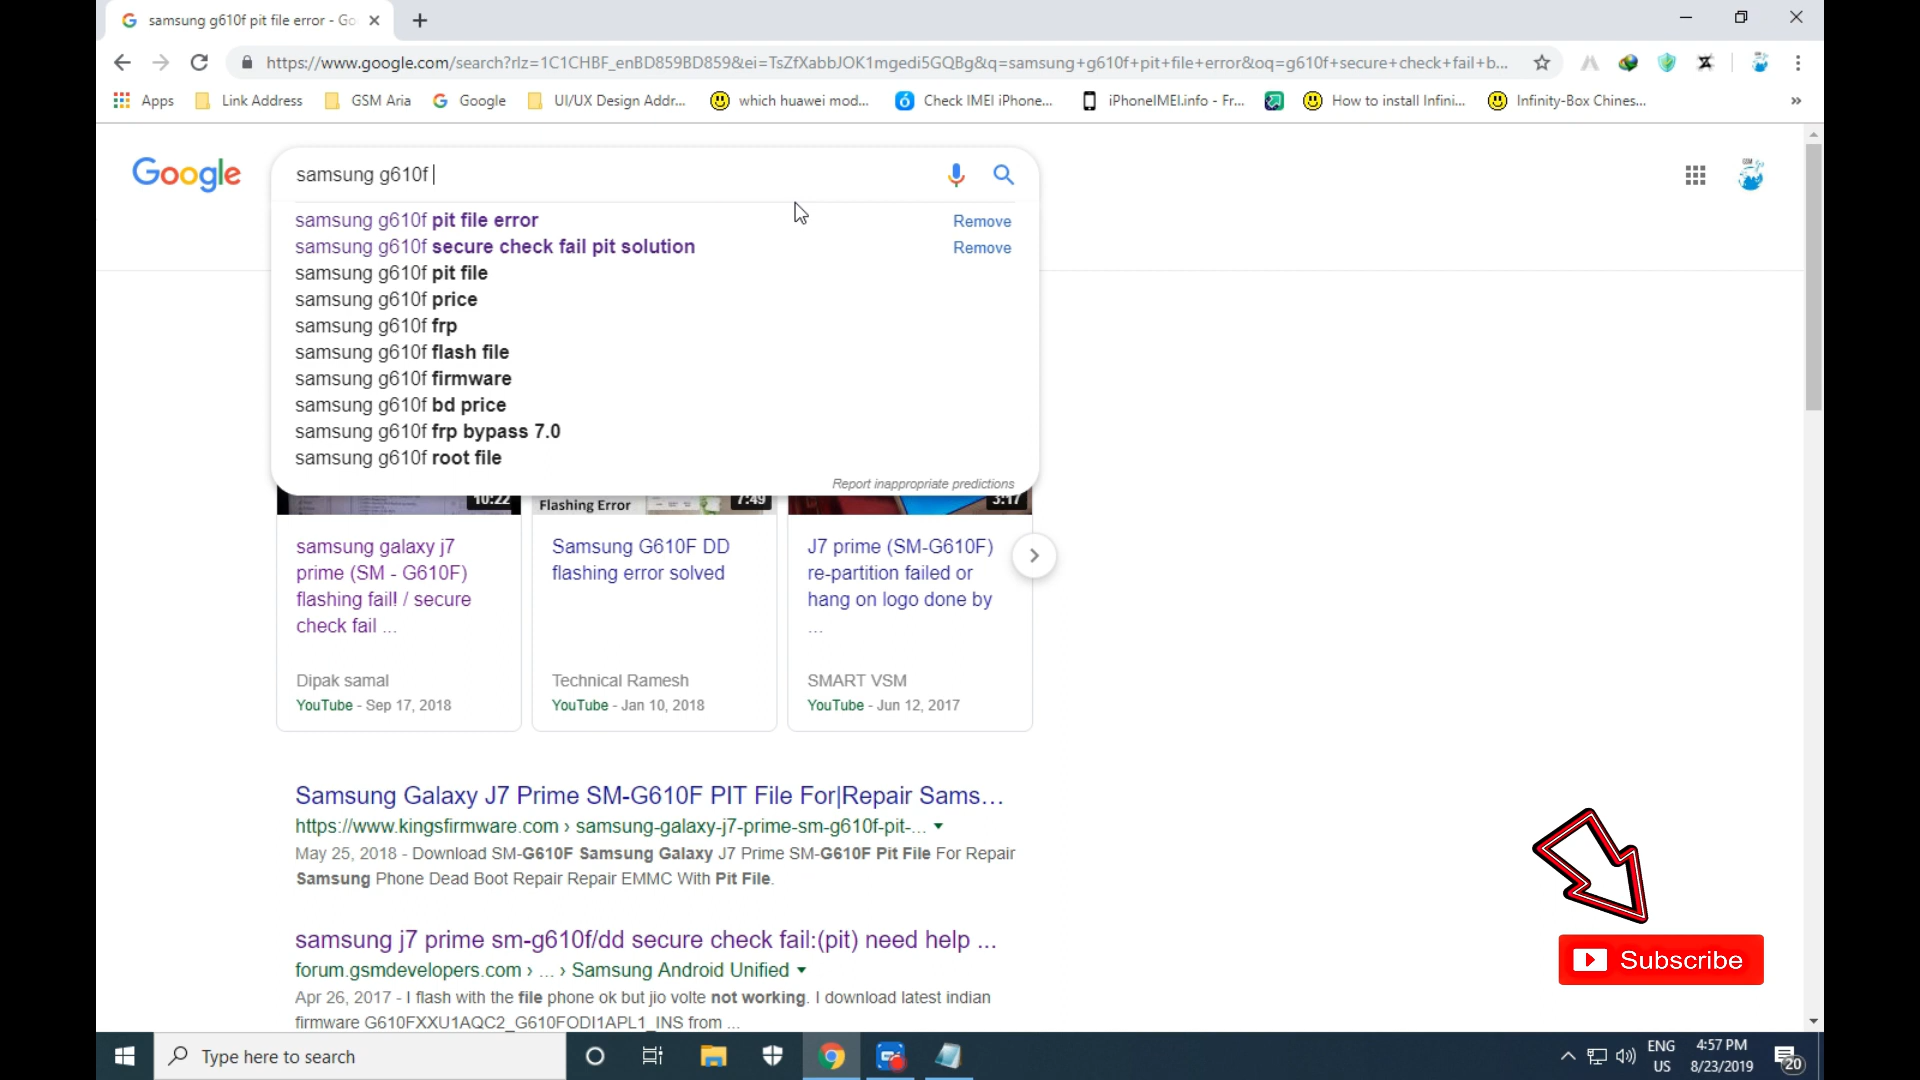 samsung g610f pit file error - Go
https://www.google.com/search?rlz=1C1CHBF_enBD859BD859&ei=TsZfXabbJOK1mgedi5GQBg&q=samsung+g610f+pit+file+error&oq=g610f+secure+check+fail+b...
Apps Link Address GSM Aria Google UI/UX Design Addr... which huawei mod... Check IMEI iPhone... iPhoneIMEI.info - Fr... How to install Infini... Infinity-Box Chines... »
Google
samsung g610f
samsung g610f pit file error Remove
samsung g610f secure check fail pit solution Remove
samsung g610f pit file
samsung g610f price
samsung g610f frp
samsung g610f flash file
samsung g610f firmware
samsung g610f bd price
samsung g610f frp bypass 7.0
samsung g610f root file
Report inappropriate predictions
10:22
Flashing Error 7:49
3:17
samsung galaxy j7
prime (SM - G610F)
flashing fail! / secure
check fail ...
Dipak samal
YouTube - Sep 17, 2018
Samsung G610F DD
flashing error solved
Technical Ramesh
YouTube - Jan 10, 2018
J7 prime (SM-G610F)
re-partition failed or
hang on logo done by
...
SMART VSM
YouTube - Jun 12, 2017
Samsung Galaxy J7 Prime SM-G610F PIT File For|Repair Sams...
https://www.kingsfirmware.com › samsung-galaxy-j7-prime-sm-g610f-pit-...
May 25, 2018 - Download SM-G610F Samsung Galaxy J7 Prime SM-G610F Pit File For Repair
Samsung Phone Dead Boot Repair Repair EMMC With Pit File.
samsung j7 prime sm-g610f/dd secure check fail:(pit) need help ...
forum.gsmdevelopers.com › ... › Samsung Android Unified
Apr 26, 2017 - I flash with the file phone ok but jio volte not working. I download latest indian
firmware G610FXXU1AQC2_G610FODI1APL1_INS from ...
Subscribe
Type here to search
ENG
US
4:57 PM
8/23/2019
20